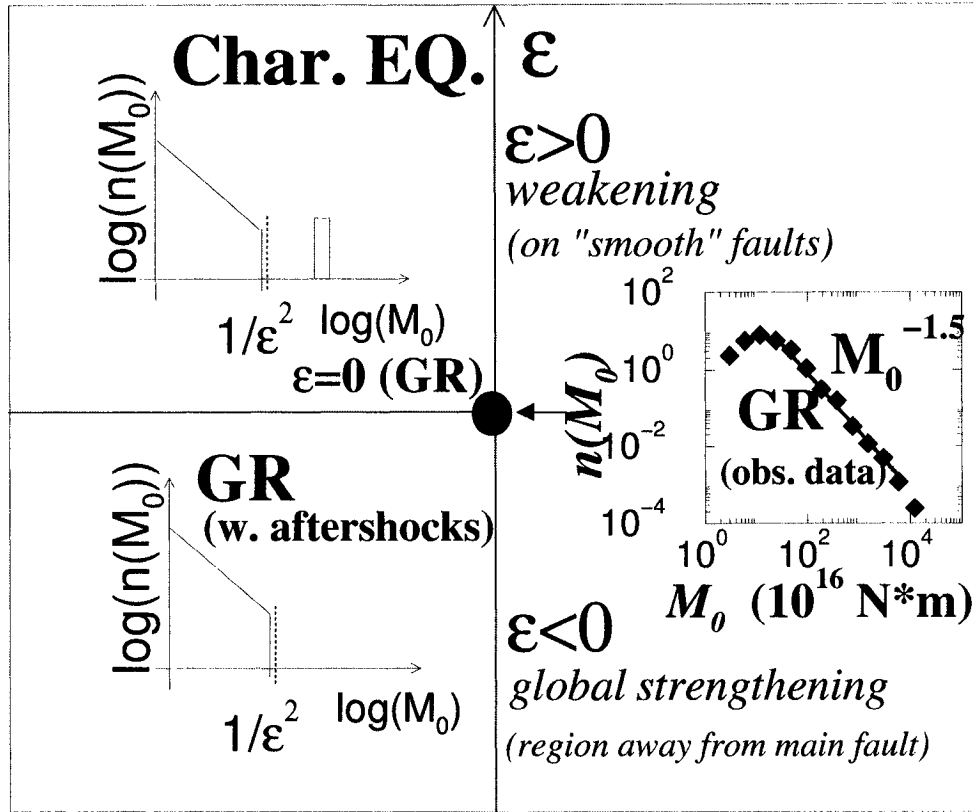 Char. EQ.
ε
log(n(M₀))
1/ε² log(M₀)
ε>0
weakening
(on "smooth" faults)
ε=0 (GR)
n(M₀)
10²
10⁰
10⁻²
10⁻⁴
M₀⁻¹·⁵
GR
(obs. data)
10⁰ 10² 10⁴
M₀ (10¹⁶ N*m)
GR
(w. aftershocks)
log(n(M₀))
1/ε² log(M₀)
ε<0
global strengthening
(region away from main fault)